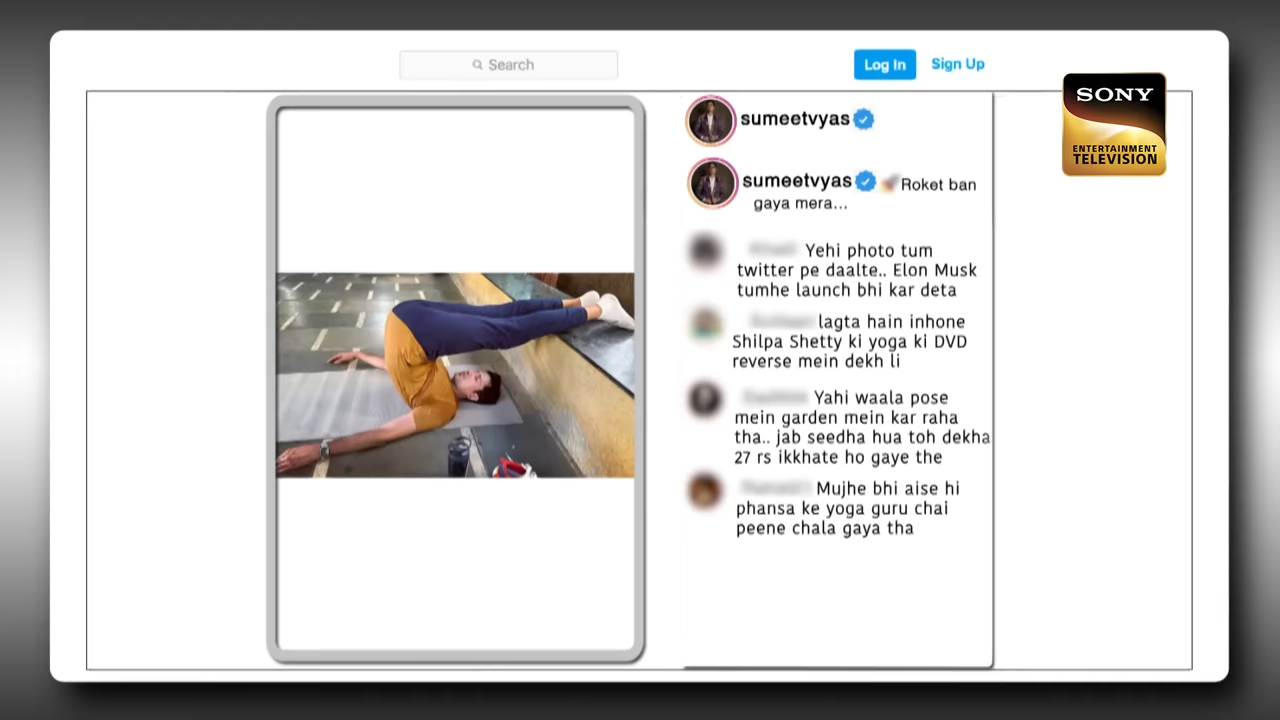 Search
Log In
Sign Up
SONY
ENTERTAINMENT
TELEVISION
sumeetvyas
sumeetvyas 🚀Roket ban
gaya mera...
Yehi photo tum
twitter pe daalte.. Elon Musk
tumhe launch bhi kar deta
lagta hain inhone
Shilpa Shetty ki yoga ki DVD
reverse mein dekh li
Yahi waala pose
mein garden mein kar raha
tha.. jab seedha hua toh dekha
27 rs ikkhate ho gaye the
Mujhe bhi aise hi
phansa ke yoga guru chai
peene chala gaya tha